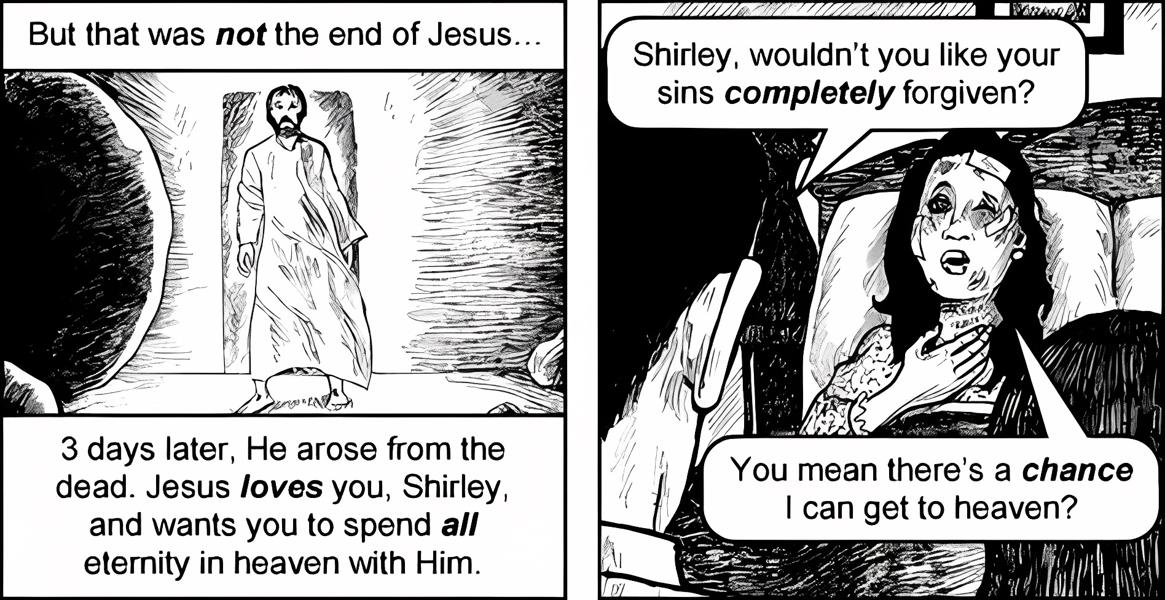 But that was not the end of Jesus...
3 days later, He arose from the
dead. Jesus loves you, Shirley,
and wants you to spend all
eternity in heaven with Him.
Shirley, wouldn't you like your
sins completely forgiven?
You mean there's a chance
I can get to heaven?